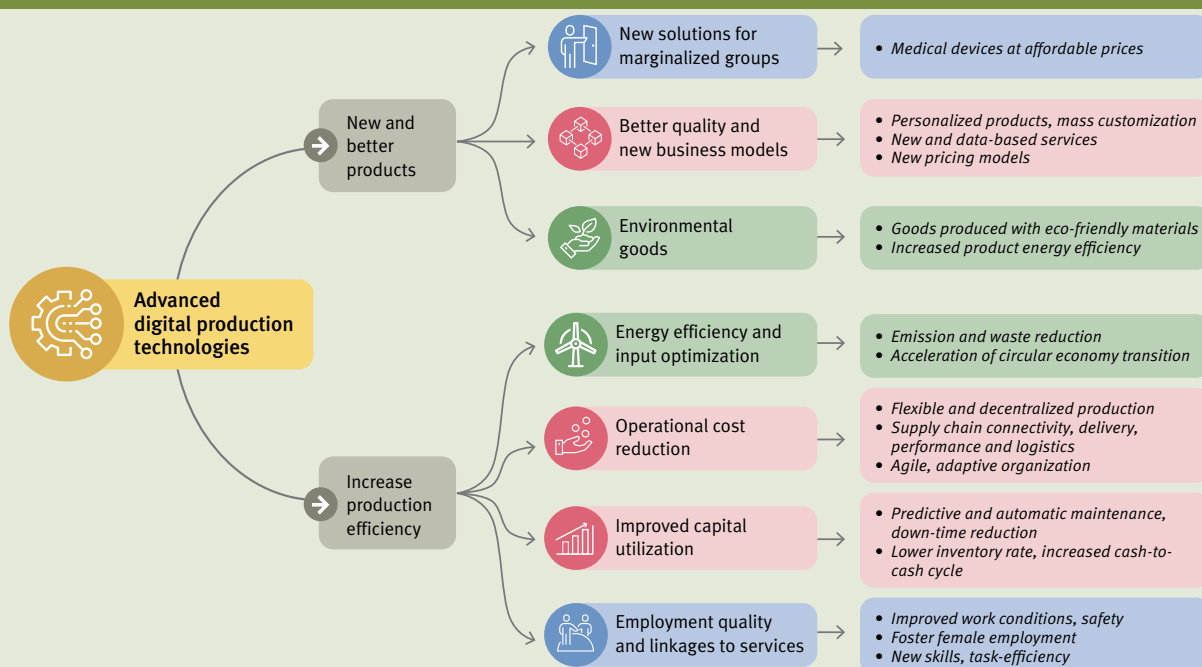 New solutions for
marginalized groups
• Medical devices at affordable prices
New and
better
products
Better quality and
new business models
• Personalized products, mass customization
• New and data-based services
• New pricing models
Environmental
goods
• Goods produced with eco-friendly materials
• Increased product energy efficiency
Advanced
digital production
technologies
Energy efficiency and
input optimization
• Emission and waste reduction
• Acceleration of circular economy transition
Operational cost
reduction
• Flexible and decentralized production
• Supply chain connectivity, delivery,
performance and logistics
• Agile, adaptive organization
Increase
production
efficiency
Improved capital
utilization
• Predictive and automatic maintenance,
down-time reduction
• Lower inventory rate, increased cash-to-
cash cycle
Employment quality
and linkages to services
• Improved work conditions, safety
• Foster female employment
• New skills, task-efficiency